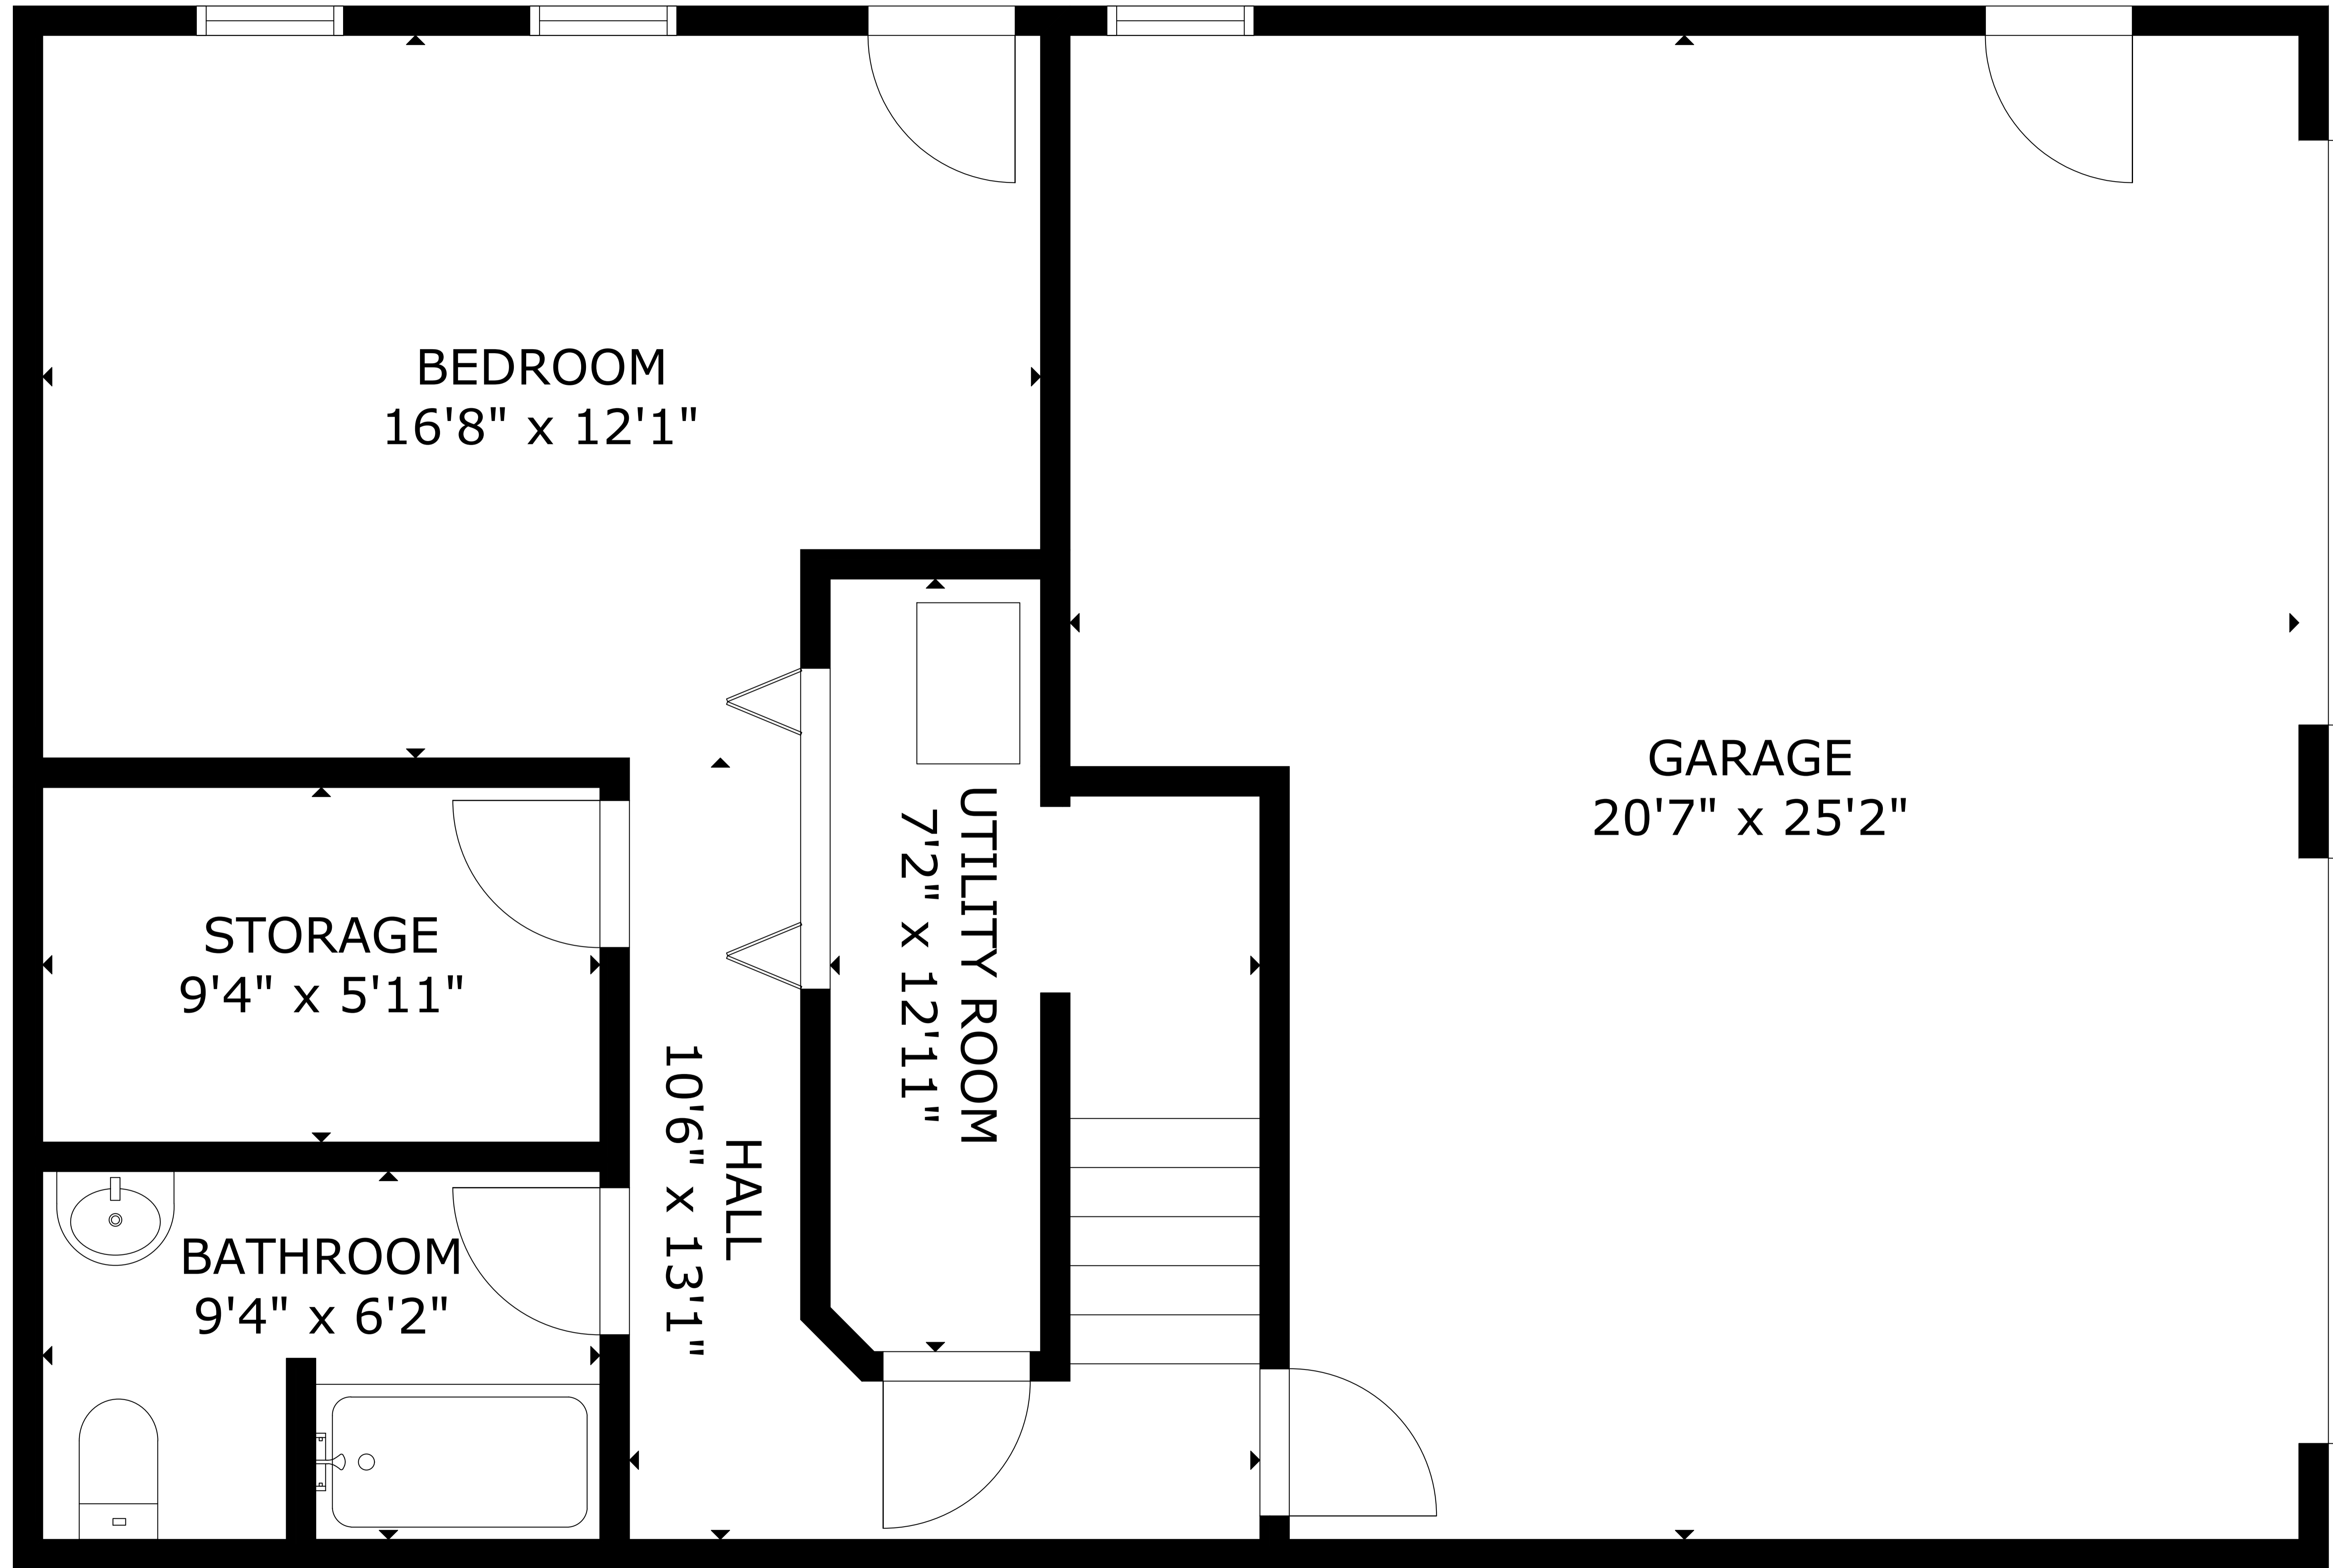 BEDROOM
16'8" x 12'1"
GARAGE
20'7" x 25'2"
UTILITY ROOM
7'2" x 12'11"
STORAGE
9'4" x 5'11"
HALL
10'6" x 13'1"
BATHROOM
9'4" x 6'2"